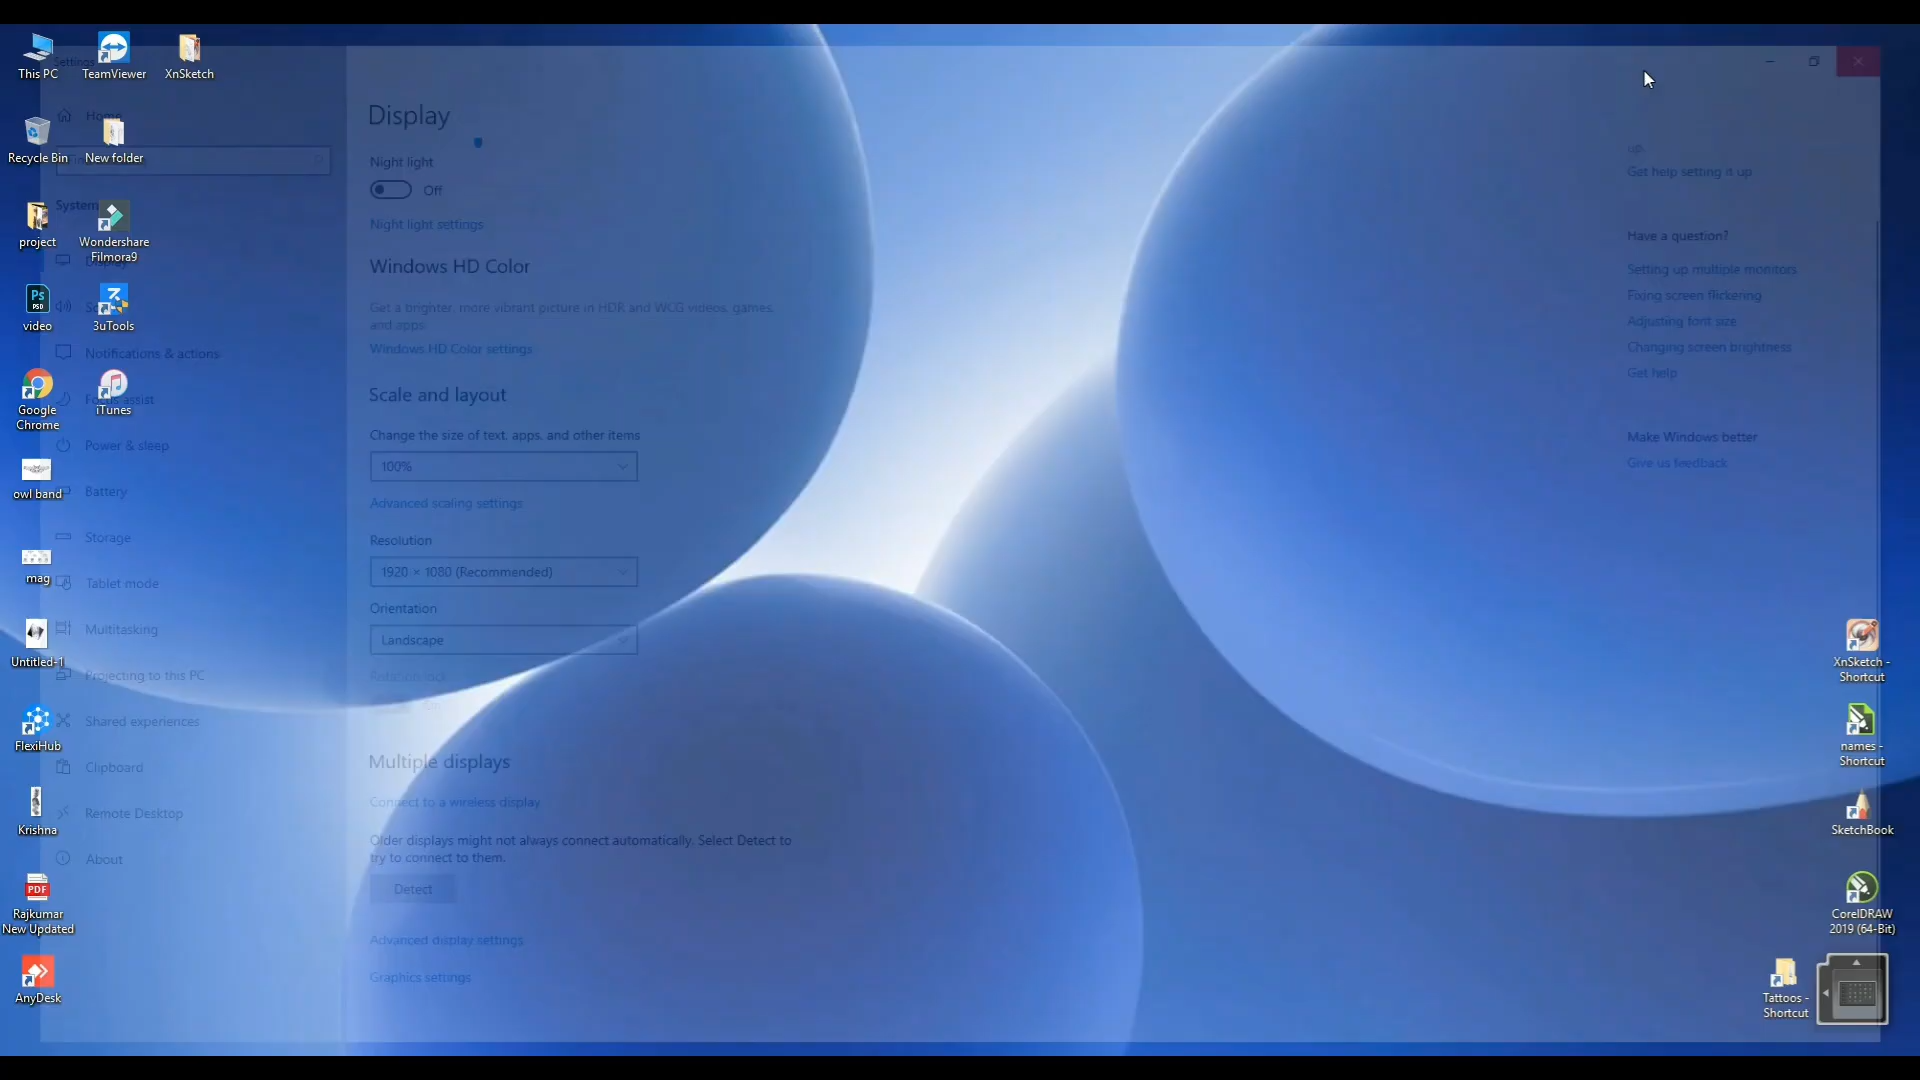 This PC
TeamViewer
XnSketch
Recycle Bin
New folder
project
Wondershare
Filmora9
Ps
PSD
video
3uTools
Google
Chrome
iTunes
owl band
mag
Untitled-1
FlexiHub
Krishna
PDF
Rajkumar
New Updated
AnyDesk
Settings
Home
System
Display
Notifications & actions
Focus assist
Power & sleep
Battery
Storage
Tablet mode
Multitasking
Projecting to this PC
Shared experiences
Clipboard
Remote Desktop
About
Display
Night light
Off
Night light settings
Windows HD Color
Get a brighter, more vibrant picture in HDR and WCG videos, games,
and apps.
Windows HD Color settings
Scale and layout
Change the size of text, apps, and other items
100%
Advanced scaling settings
Resolution
1920 × 1080 (Recommended)
Orientation
Landscape
Rotation lock
Multiple displays
Connect to a wireless display
Older displays might not always connect automatically. Select Detect to
try to connect to them.
Detect
Advanced display settings
Graphics settings
up.
Get help setting it up
Have a question?
Setting up multiple monitors
Fixing screen flickering
Adjusting font size
Changing screen brightness
Get help
Make Windows better
Give us feedback
XnSketch -
Shortcut
names -
Shortcut
SketchBook
CorelDRAW
2019 (64-Bit)
Tattoos -
Shortcut